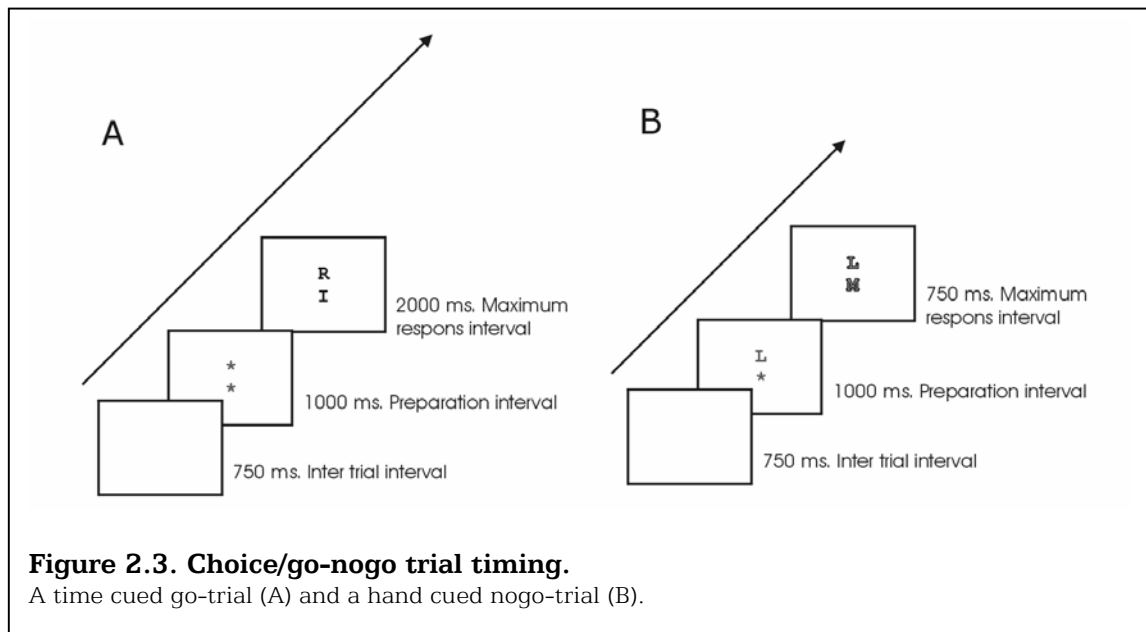 A
R
I
2000 ms. Maximum
respons interval
*
*
1000 ms. Preparation interval
750 ms. Inter trial interval
B
L
M
750 ms. Maximum
respons interval
L
*
1000 ms. Preparation interval
750 ms. Inter trial interval
Figure 2.3. Choice/go-nogo trial timing.
A time cued go-trial (A) and a hand cued nogo-trial (B).